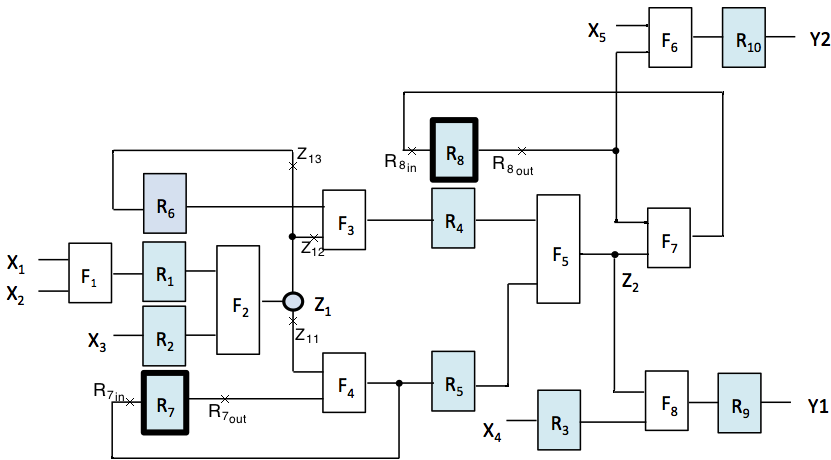 X5
F6
R10
Y2
Z13
R8in
R8
R8out
R6
F3
R4
Z12
F5
F7
X1
X2
F1
R1
F2
Z1
Z2
X3
R2
Z11
R7in
R7
R7out
F4
R5
X4
R3
F8
R9
Y1